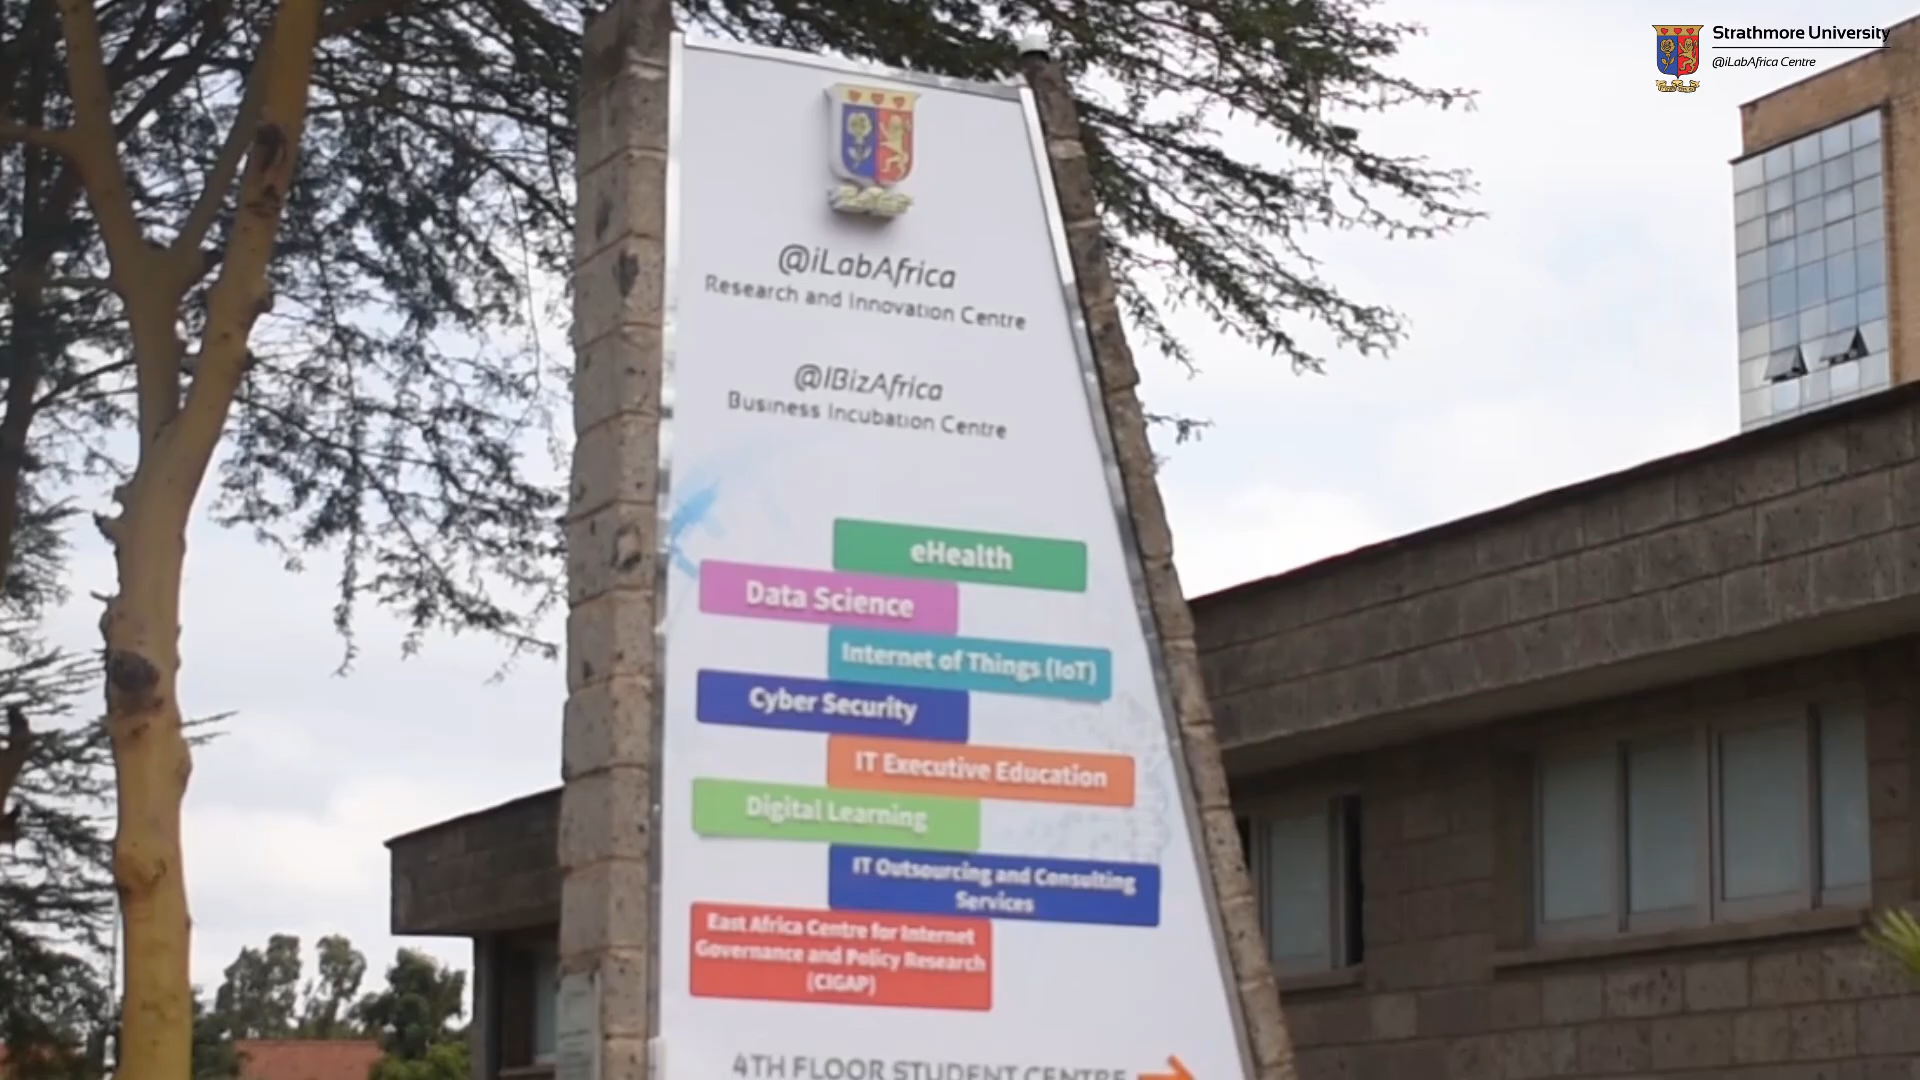 Strathmore University
@iLabAfrica Centre
@iLabAfrica
Research and Innovation Centre
@IBizAfrica
Business Incubation Centre
eHealth
Data Science
Internet of Things (IoT)
Cyber Security
IT Executive Education
Digital Learning
IT Outsourcing and Consulting
Services
East Africa Centre for Internet
Governance and Policy Research
(CIGAP)
4TH FLOOR STUDENT CENTRE